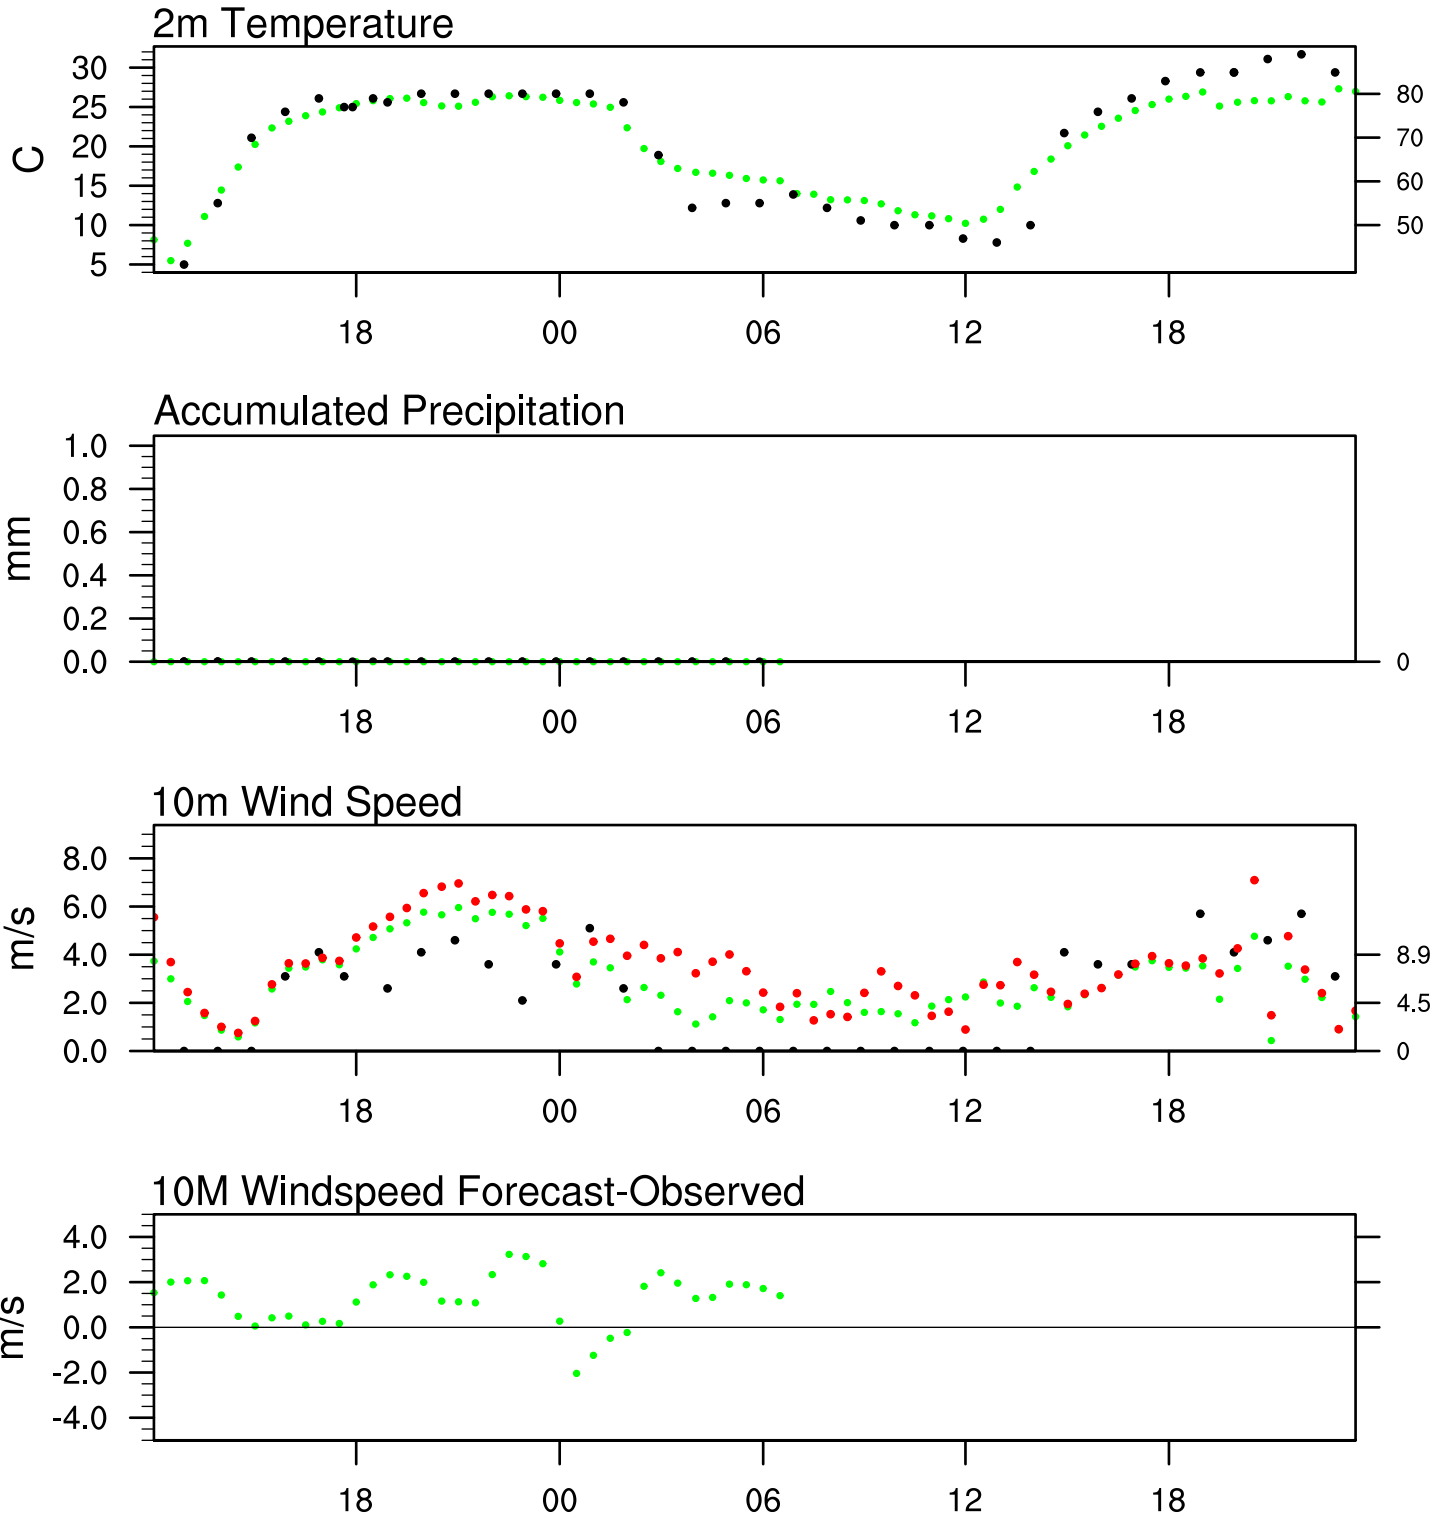 2m Temperature
30
25
20
15
10
5
C
80
70
60
50
18 00 06 12 18
Accumulated Precipitation
1.0
0.8
0.6
0.4
0.2
0.0
mm
0
18 00 06 12 18
10m Wind Speed
8.0
6.0
4.0
2.0
0.0
m/s
8.9
4.5
0
18 00 06 12 18
10M Windspeed Forecast-Observed
4.0
2.0
0.0
-2.0
-4.0
m/s
18 00 06 12 18